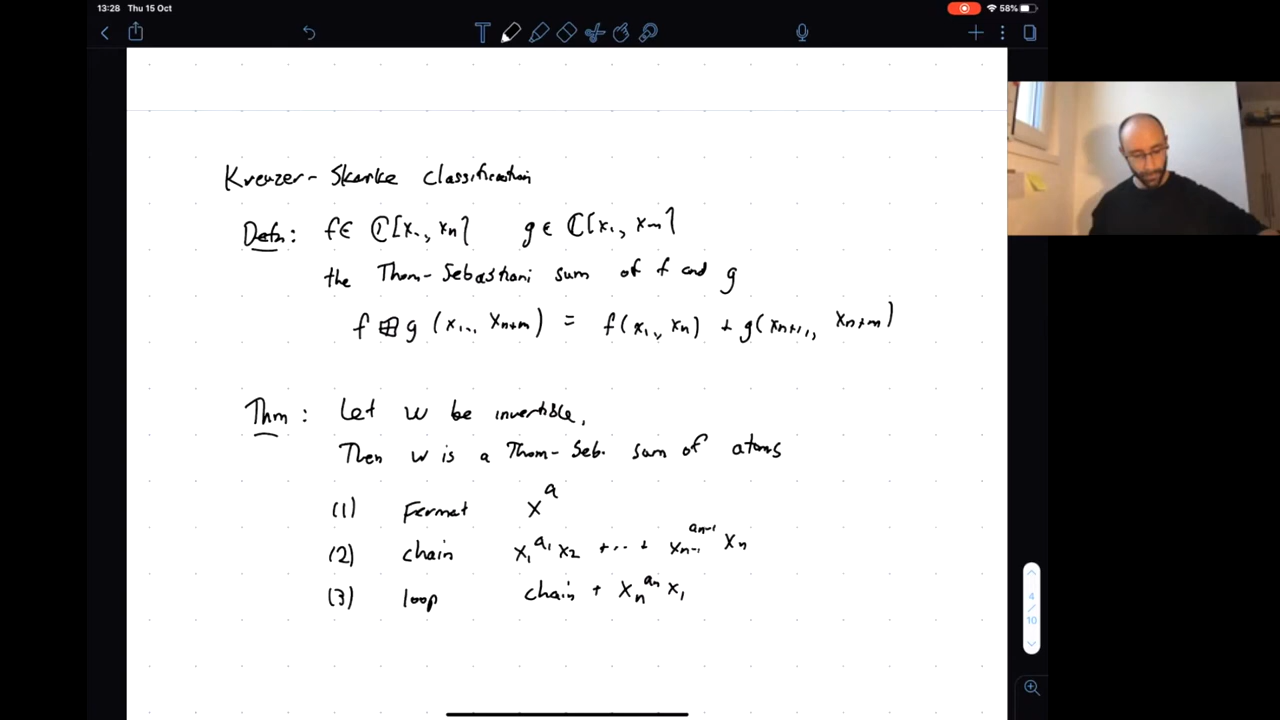 13:28 Thu 15 Oct
58%
Kreuzer-Skarke classification
Defn: f∈ ℂ[x.., xₙ] g ∈ ℂ[x₁, xₘ]
the Thom-Sebastiani sum of f and g
f ⊞ g (x₁.., xₙ₊ₘ) = f(x₁, xₙ) + g(xₙ₊₁, xₙ₊ₘ)
Thm: Let w be invertible,
Then w is a Thom-Seb. sum of atoms
(1) Fermat x^a
(2) chain x₁^{a₁} x₂ + ... + xₙ₋₁^{aₙ₋₁} xₙ
(3) loop chain + xₙ^{aₙ} x₁
4
/
10